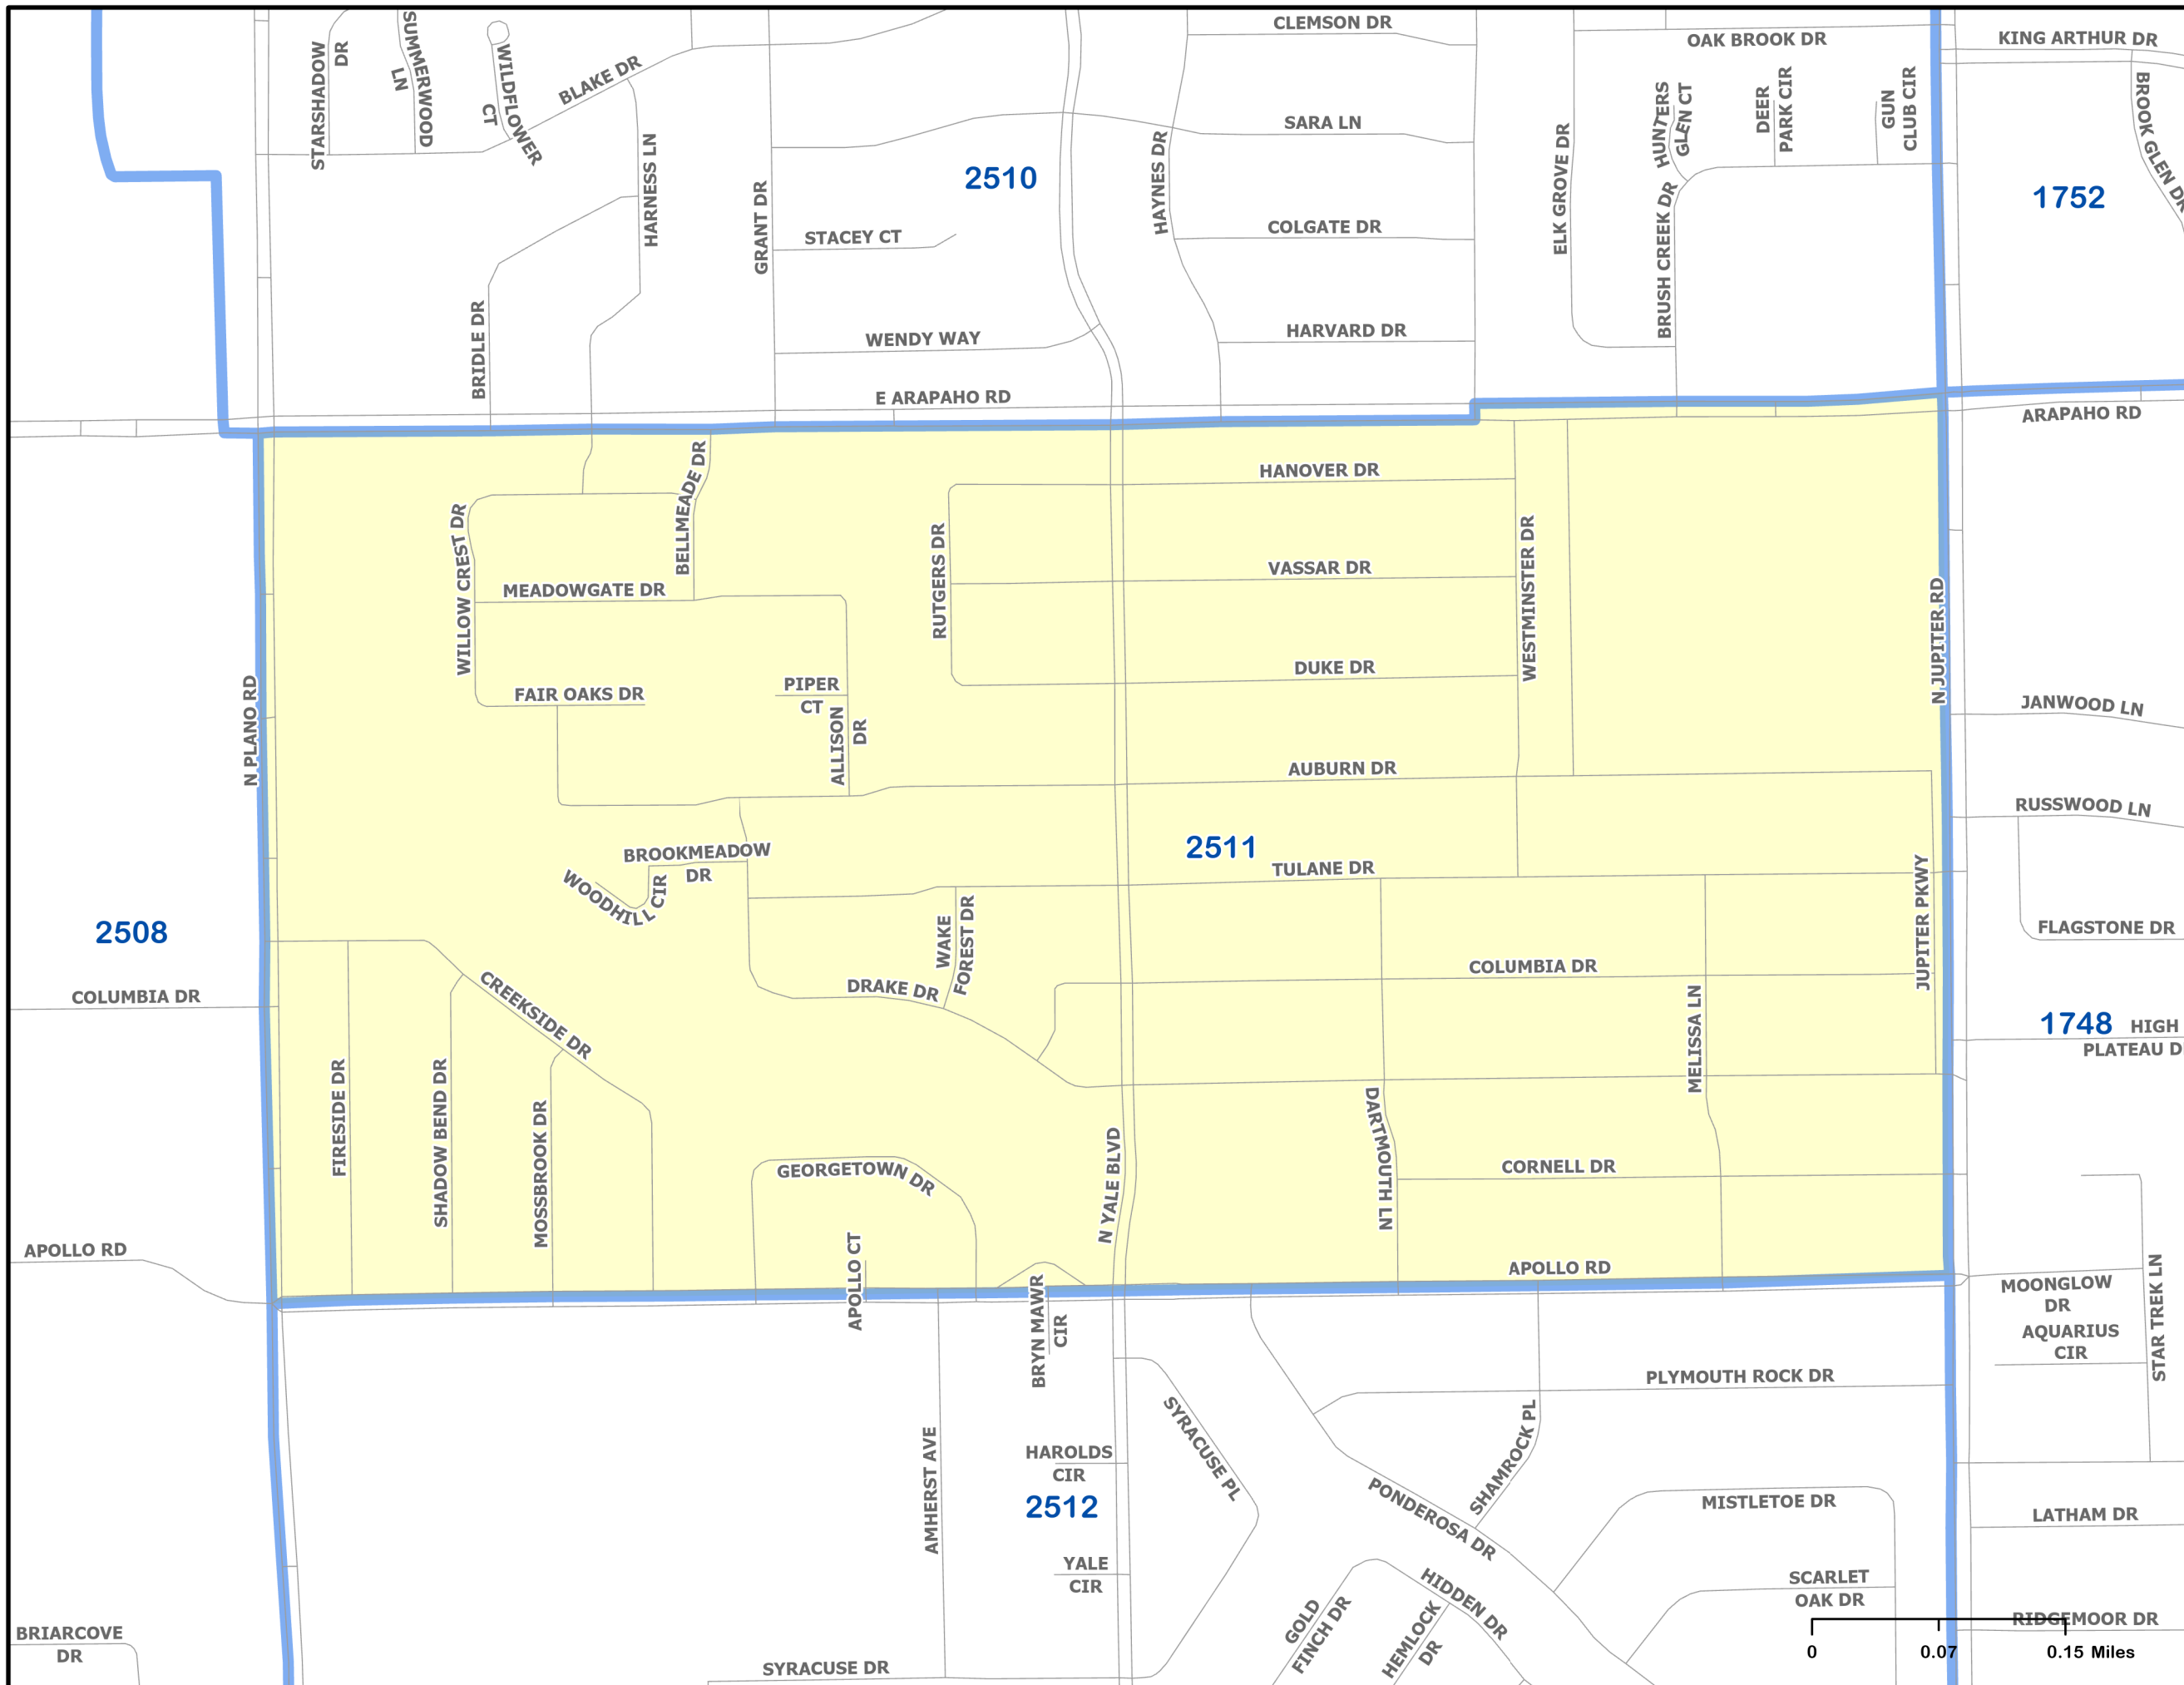 CLEMSON DR
OAK BROOK DR
KING ARTHUR DR
STARSHADOW
DR
SUMMERWOOD
LN
WILDFLOWER
CT
BLAKE DR
HARNESS LN
GRANT DR
SARA LN
HAYNES DR
ELK GROVE DR
HUNTERS
GLEN CT
DEER
PARK CIR
GUN
CLUB CIR
BROOK GLEN DR
2510
1752
STACEY CT
COLGATE DR
BRUSH CREEK DR
BRIDLE DR
WENDY WAY
HARVARD DR
E ARAPAHO RD
ARAPAHO RD
HANOVER DR
BELLMEADE DR
WILLOW CREST DR
RUTGERS DR
VASSAR DR
WESTMINSTER DR
MEADOWGATE DR
N JUPITER RD
DUKE DR
N PLANO RD
FAIR OAKS DR
PIPER
CT
ALLISON
DR
JANWOOD LN
AUBURN DR
RUSSWOOD LN
2511
BROOKMEADOW
DR
WOODHILL
CIR
TULANE DR
JUPITER PKWY
2508
WAKE
FOREST DR
FLAGSTONE DR
COLUMBIA DR
CREEKSIDE DR
DRAKE DR
COLUMBIA DR
MELISSA LN
1748
HIGH
PLATEAU D
FIRESIDE DR
SHADOW BEND DR
MOSSBROOK DR
GEORGETOWN DR
N YALE BLVD
DARTMOUTH LN
CORNELL DR
APOLLO RD
APOLLO CT
APOLLO RD
BRYN MAWR
CIR
MOONGLOW
DR
AQUARIUS
CIR
STAR TREK LN
PLYMOUTH ROCK DR
AMHERST AVE
HAROLDS
CIR
SYRACUSE PL
SHAMROCK PL
PONDEROSA DR
MISTLETOE DR
LATHAM DR
2512
YALE
CIR
GOLD
FINCH DR
HIDDEN DR
HEMLOCK
DR
SCARLET
OAK DR
RIDGEMOOR DR
BRIARCOVE
DR
SYRACUSE DR
0
0.07
0.15 Miles